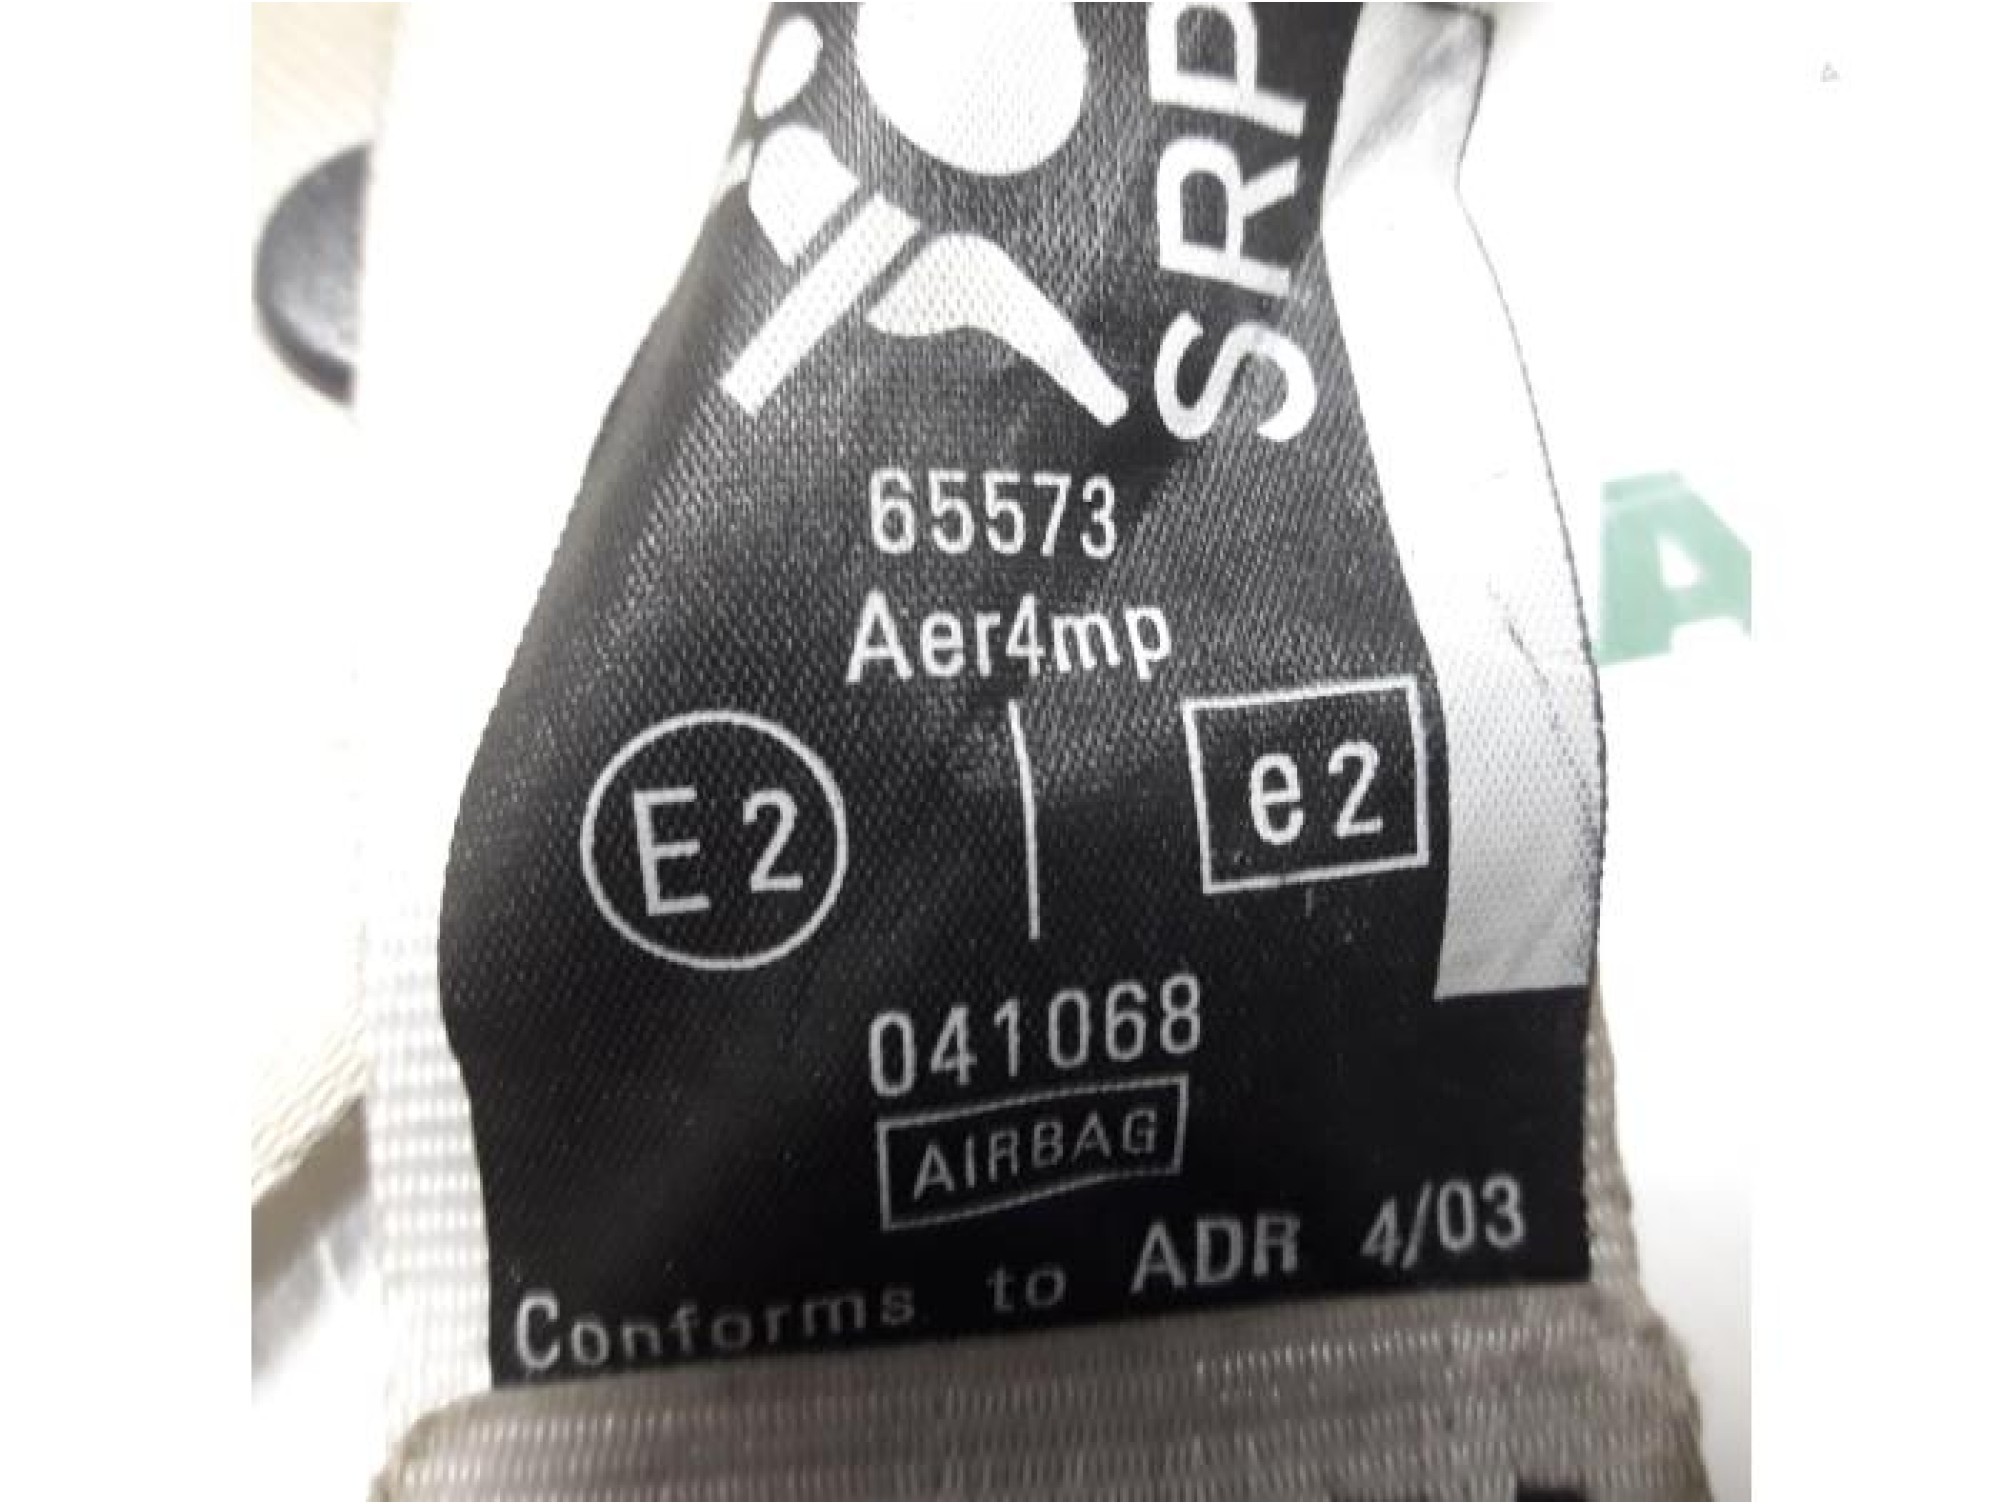 SRP
65573
Aer4mp
E2
e2
041068
AIRBAG
Conforms to ADR 4/03
A